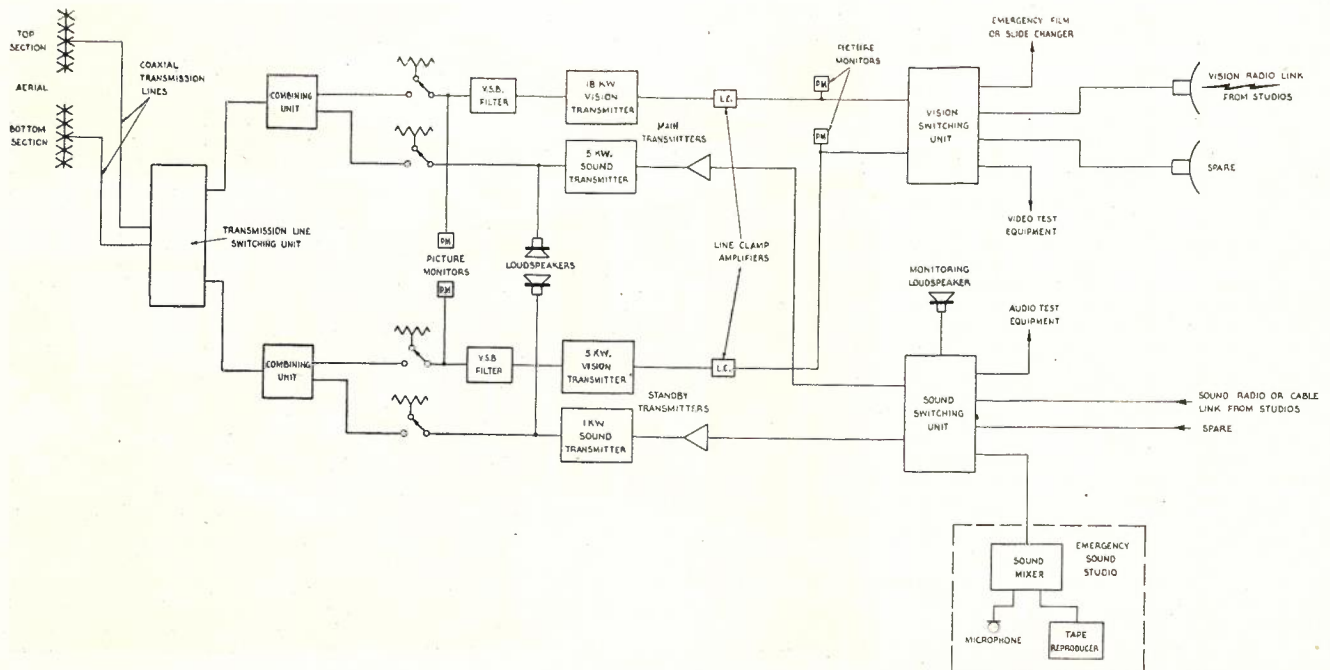 TOP
SECTION
AERIAL
BOTTOM
SECTION
COAXIAL
TRANSMISSION
LINES
TRANSMISSION LINE
SWITCHING UNIT
COMBINING
UNIT
V.S.B.
FILTER
18 KW
VISION
TRANSMITTER
L.C.
MAIN
TRANSMITTERS
5 KW.
SOUND
TRANSMITTER
P.M.
PICTURE
MONITORS
P.M.
LOUDSPEAKERS
COMBINING
UNIT
V.S.B
FILTER
5 KW.
VISION
TRANSMITTER
L.C.
STANDBY
TRANSMITTERS
1 KW
SOUND
TRANSMITTER
LINE CLAMP
AMPLIFIERS
PICTURE
MONITORS
P.M.
P.M.
VISION
SWITCHING
UNIT
EMERGENCY FILM
OR SLIDE CHANGER
VISION RADIO LINK
FROM STUDIOS
SPARE
VIDEO TEST
EQUIPMENT
MONITORING
LOUDSPEAKER
AUDIO TEST
EQUIPMENT
SOUND
SWITCHING
UNIT
SOUND RADIO OR CABLE
LINK FROM STUDIOS
SPARE
SOUND
MIXER
EMERGENCY
SOUND
STUDIO
MICROPHONE
TAPE
REPRODUCER